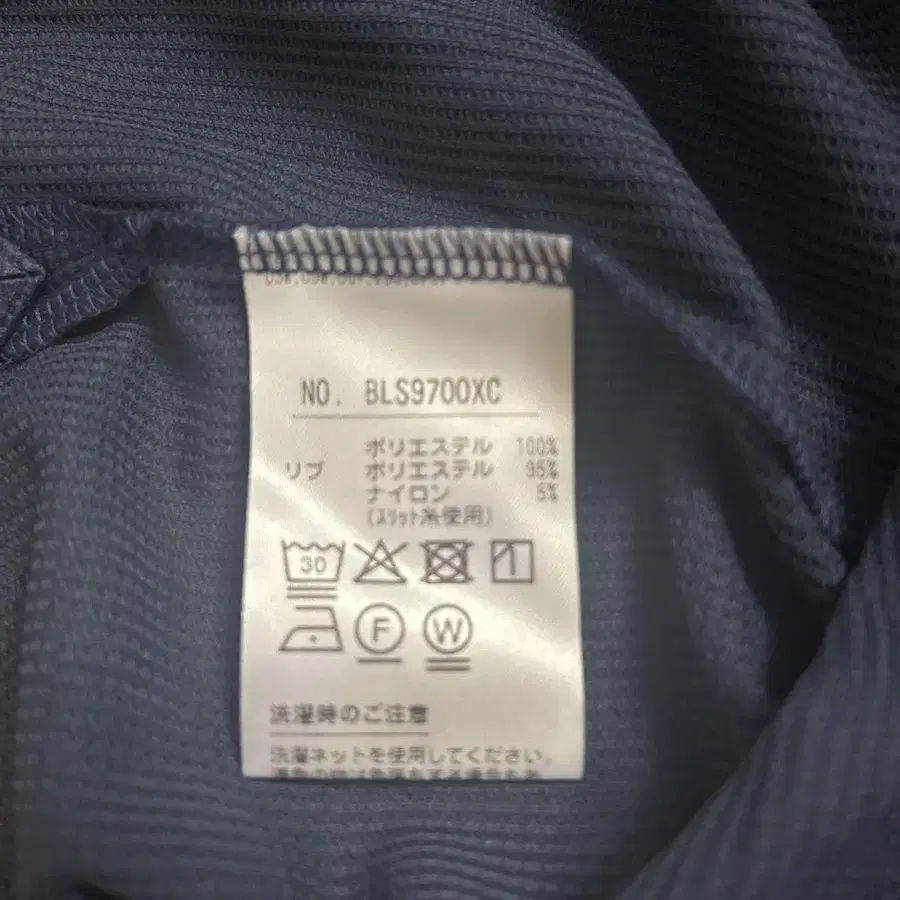 NO. BLS9700XC
ポリエステル 100%
リブ ポリエステル 95%
ナイロン 5%
(スリット糸使用)
30
F W
洗濯時のご注意
洗濯ネットを使用してください。